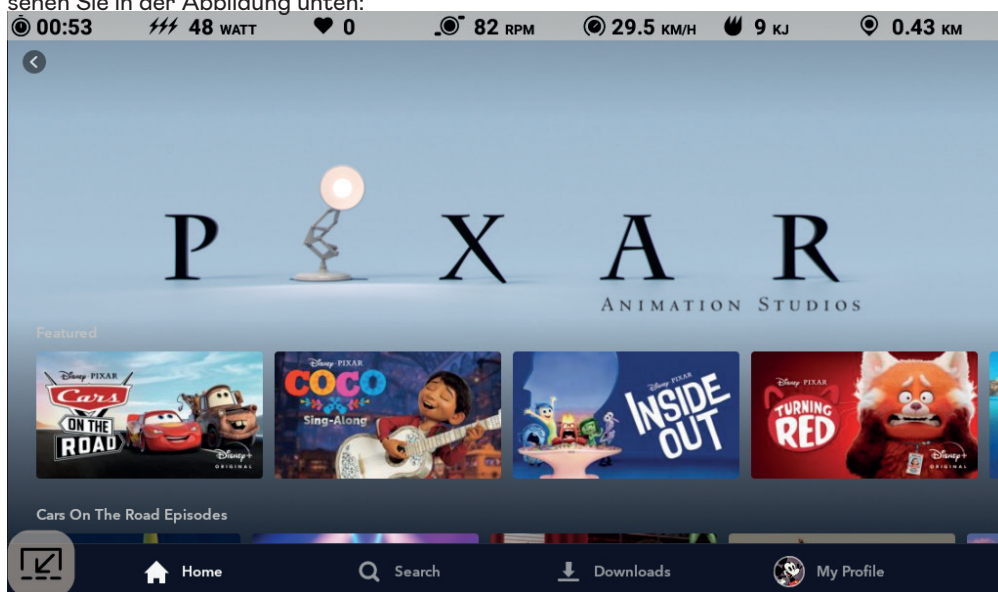 sehen Sie in der Abbildung unten:
00:53 48 WATT 0 82 RPM 29.5 KM/H 9 KJ 0.43 KM
PIXAR
ANIMATION STUDIOS
Featured
Disney PIXAR Cars ON THE ROAD Disney+ ORIGINAL
Disney PIXAR COCO Sing-Along
Disney PIXAR INSIDE OUT
Disney PIXAR TURNING RED Disney+ ORIGINAL
Cars On The Road Episodes
Home Search Downloads My Profile